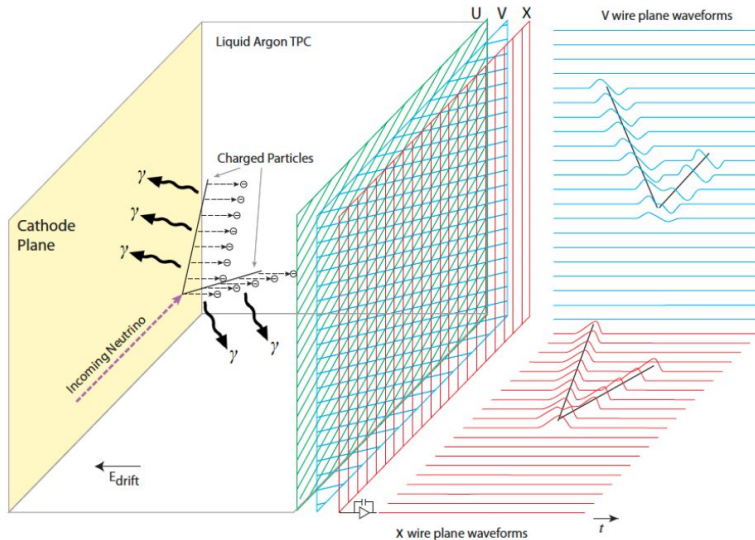 U V X
V wire plane waveforms
Liquid Argon TPC
Charged Particles
γ
γ
γ
Cathode
Plane
γ
γ
Incoming Neutrino
E drift
t
X wire plane waveforms